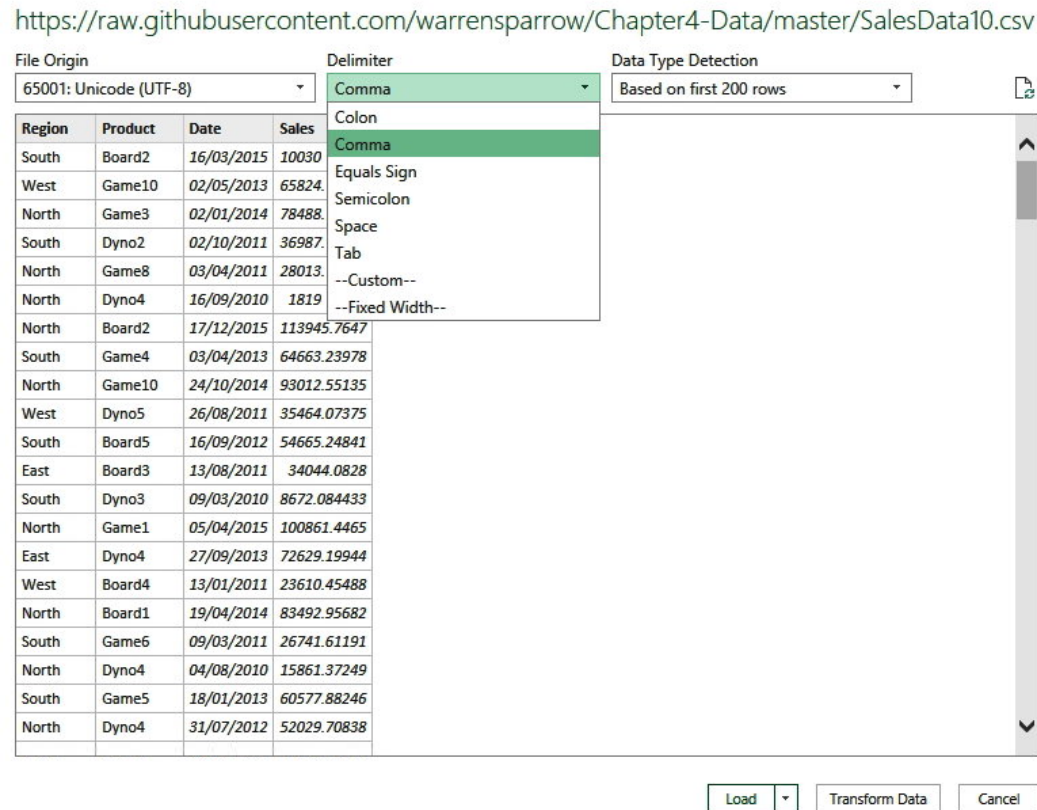 https://raw.githubusercontent.com/warrensparrow/Chapter4-Data/master/SalesData10.csv
File Origin Delimiter Data Type Detection
65001: Unicode (UTF-8) Comma Based on first 200 rows
Colon
Comma
Equals Sign
Semicolon
Space
Tab
--Custom--
--Fixed Width--
Region Product Date Sales
South Board2 16/03/2015 10030
West Game10 02/05/2013 65824.
North Game3 02/01/2014 78488.
South Dyno2 02/10/2011 36987.
North Game8 03/04/2011 28013.
North Dyno4 16/09/2010 1819
North Board2 17/12/2015 113945.7647
South Game4 03/04/2013 64663.23978
North Game10 24/10/2014 93012.55135
West Dyno5 26/08/2011 35464.07375
South Board5 16/09/2012 54665.24841
East Board3 13/08/2011 34044.0828
South Dyno3 09/03/2010 8672.084433
North Game1 05/04/2015 100861.4465
East Dyno4 27/09/2013 72629.19944
West Board4 13/01/2011 23610.45488
North Board1 19/04/2014 83492.95682
South Game6 09/03/2011 26741.61191
North Dyno4 04/08/2010 15861.37249
South Game5 18/01/2013 60577.88246
North Dyno4 31/07/2012 52029.70838
Load Transform Data Cancel